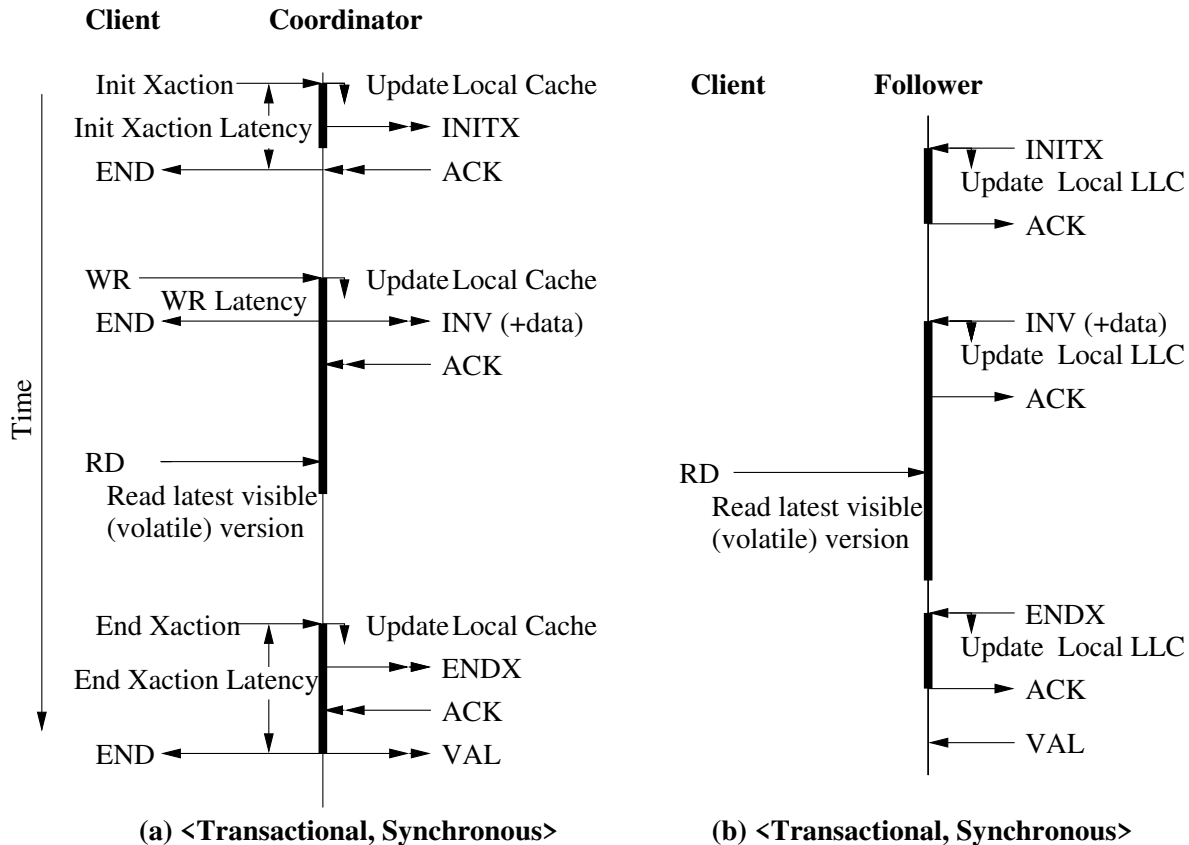 Client Coordinator
Init Xaction Update Local Cache
Init Xaction Latency INITX
END ACK
WR Update Local Cache
WR Latency
END INV (+data)
ACK
Time
RD
Read latest visible
(volatile) version
End Xaction Update Local Cache
ENDX
End Xaction Latency
ACK
END VAL
(a) <Transactional, Synchronous>
Client Follower
INITX
Update Local LLC
ACK
INV (+data)
Update Local LLC
ACK
RD
Read latest visible
(volatile) version
ENDX
Update Local LLC
ACK
VAL
(b) <Transactional, Synchronous>